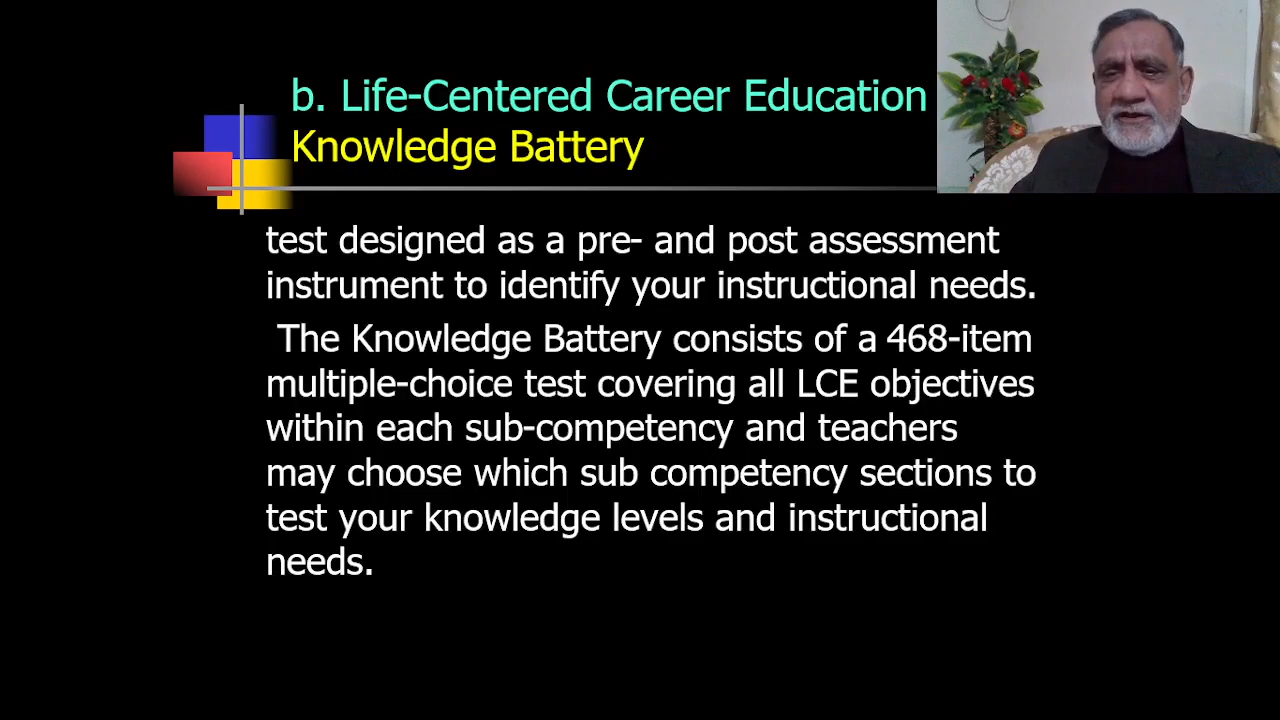 b. Life-Centered Career Education
Knowledge Battery
test designed as a pre- and post assessment
instrument to identify your instructional needs.
The Knowledge Battery consists of a 468-item
multiple-choice test covering all LCE objectives
within each sub-competency and teachers
may choose which sub competency sections to
test your knowledge levels and instructional
needs.